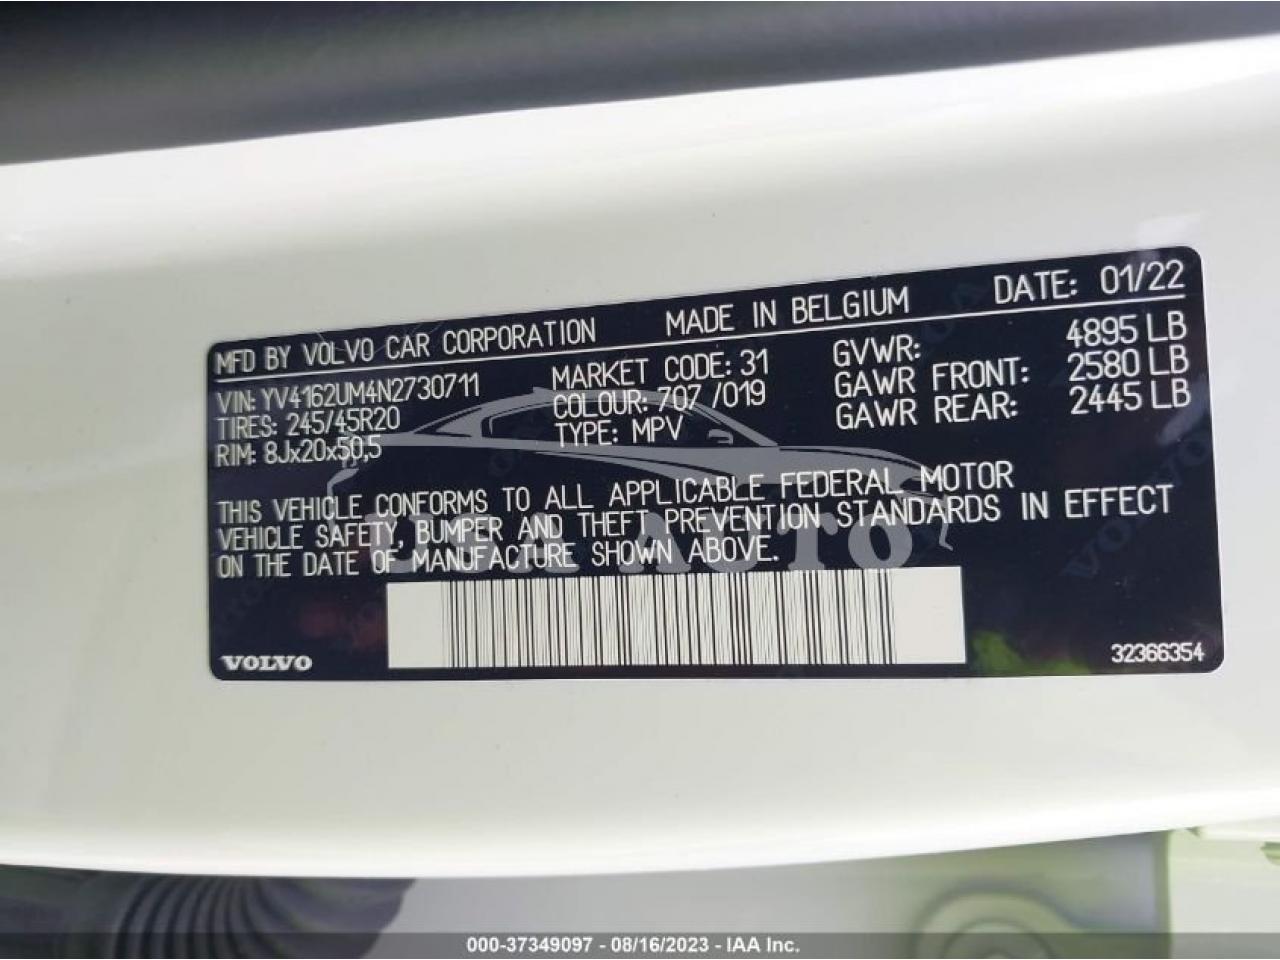 MFD BY VOLVO CAR CORPORATION MADE IN BELGIUM DATE: 01/22
VIN: YV4162UM4N2730711 MARKET CODE: 31 GVWR: 4895 LB
TIRES: 245/45R20 COLOUR: 707 /019 GAWR FRONT: 2580 LB
RIM: 8Jx20x50,5 TYPE: MPV GAWR REAR: 2445 LB
THIS VEHICLE CONFORMS TO ALL APPLICABLE FEDERAL MOTOR
VEHICLE SAFETY, BUMPER AND THEFT PREVENTION STANDARDS IN EFFECT
ON THE DATE OF MANUFACTURE SHOWN ABOVE.
AUTO
VOLVO 32366354
000-37349097 - 08/16/2023 - IAA Inc.